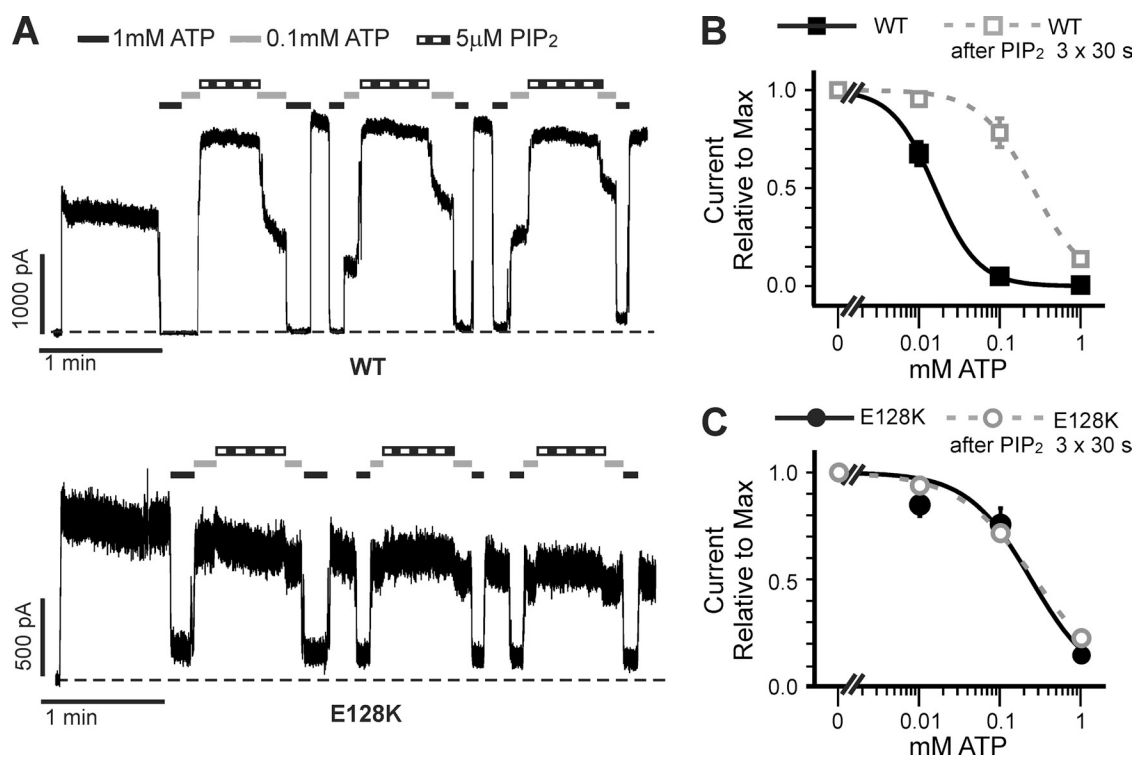 A
1mM ATP 0.1mM ATP 5μM PIP₂
1000 pA
1 min
WT
500 pA
1 min
E128K
B
WT WT
after PIP₂ 3 x 30 s
Current
Relative to Max
1.0
0.5
0.0
0 0.01 0.1 1
mM ATP
C
E128K E128K
after PIP₂ 3 x 30 s
Current
Relative to Max
1.0
0.5
0.0
0 0.01 0.1 1
mM ATP